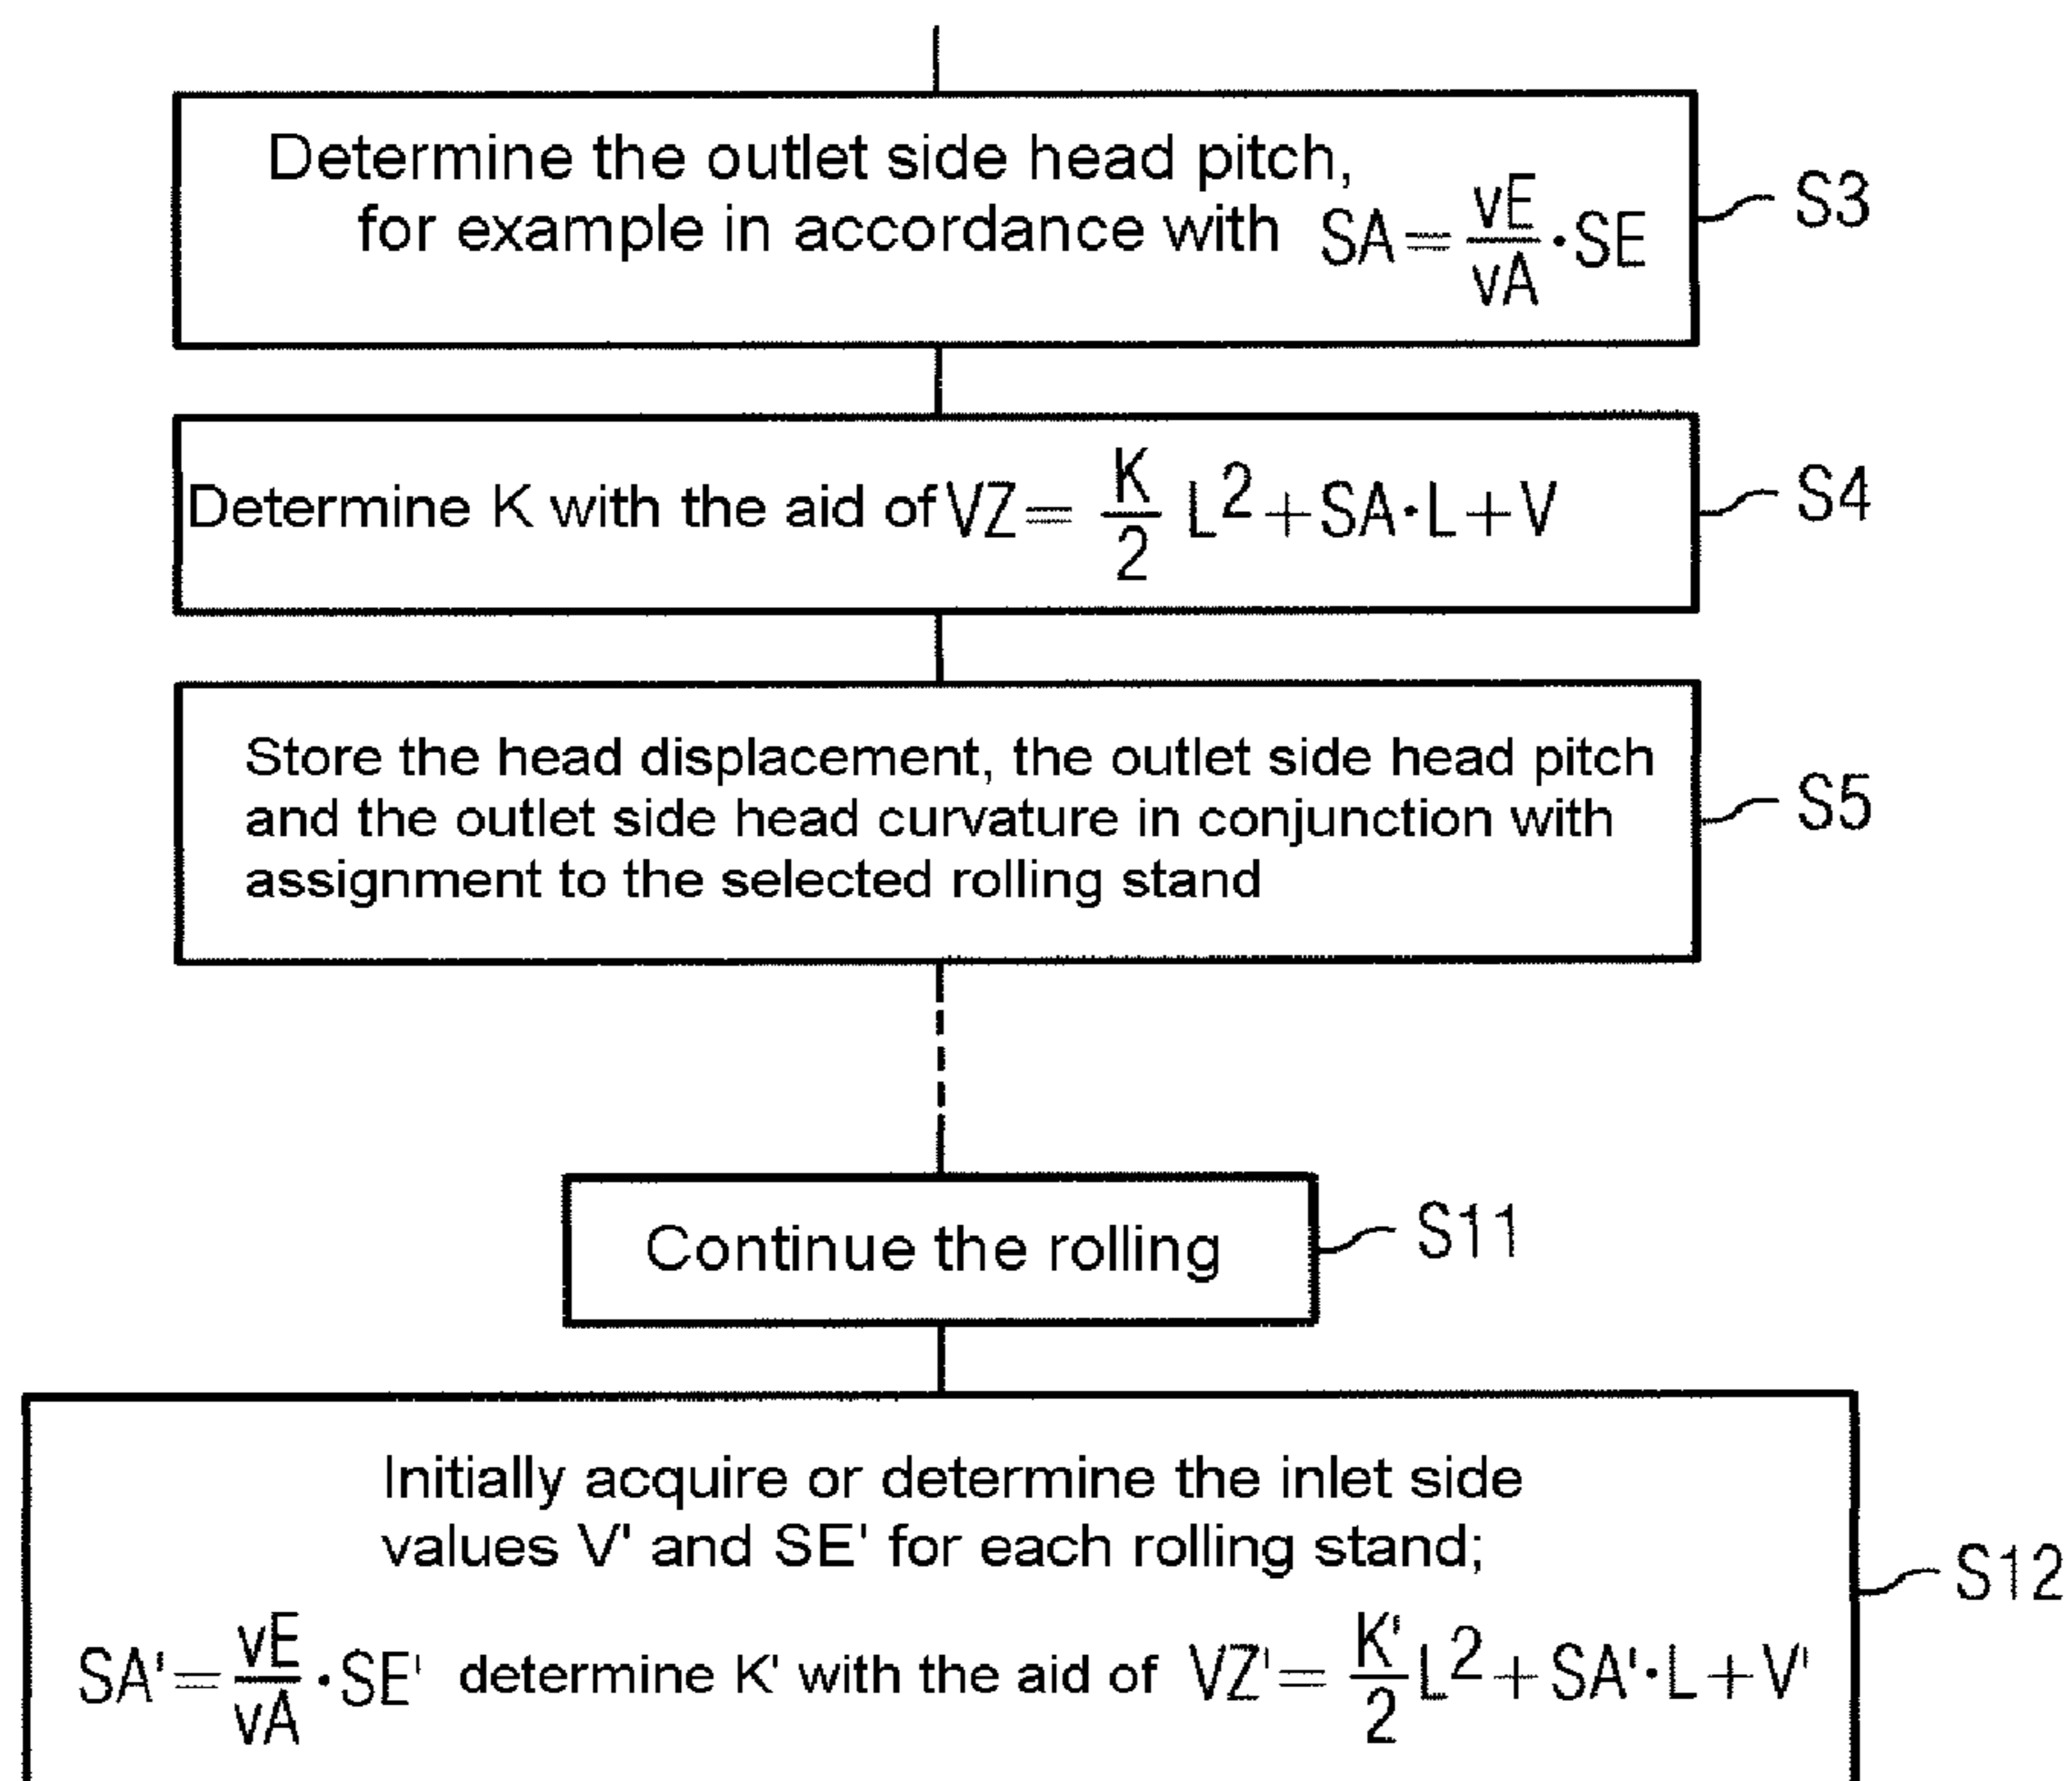 Determine the outlet side head pitch,
for example in accordance with SA = vE/vA · SE
S3
Determine K with the aid of VZ = K/2 L² + SA·L + V
S4
Store the head displacement, the outlet side head pitch
and the outlet side head curvature in conjunction with
assignment to the selected rolling stand
S5
Continue the rolling
S11
Initially acquire or determine the inlet side
values V' and SE' for each rolling stand;
SA' = vE/vA · SE' determine K' with the aid of VZ' = K'/2 L² + SA'·L + V'
S12